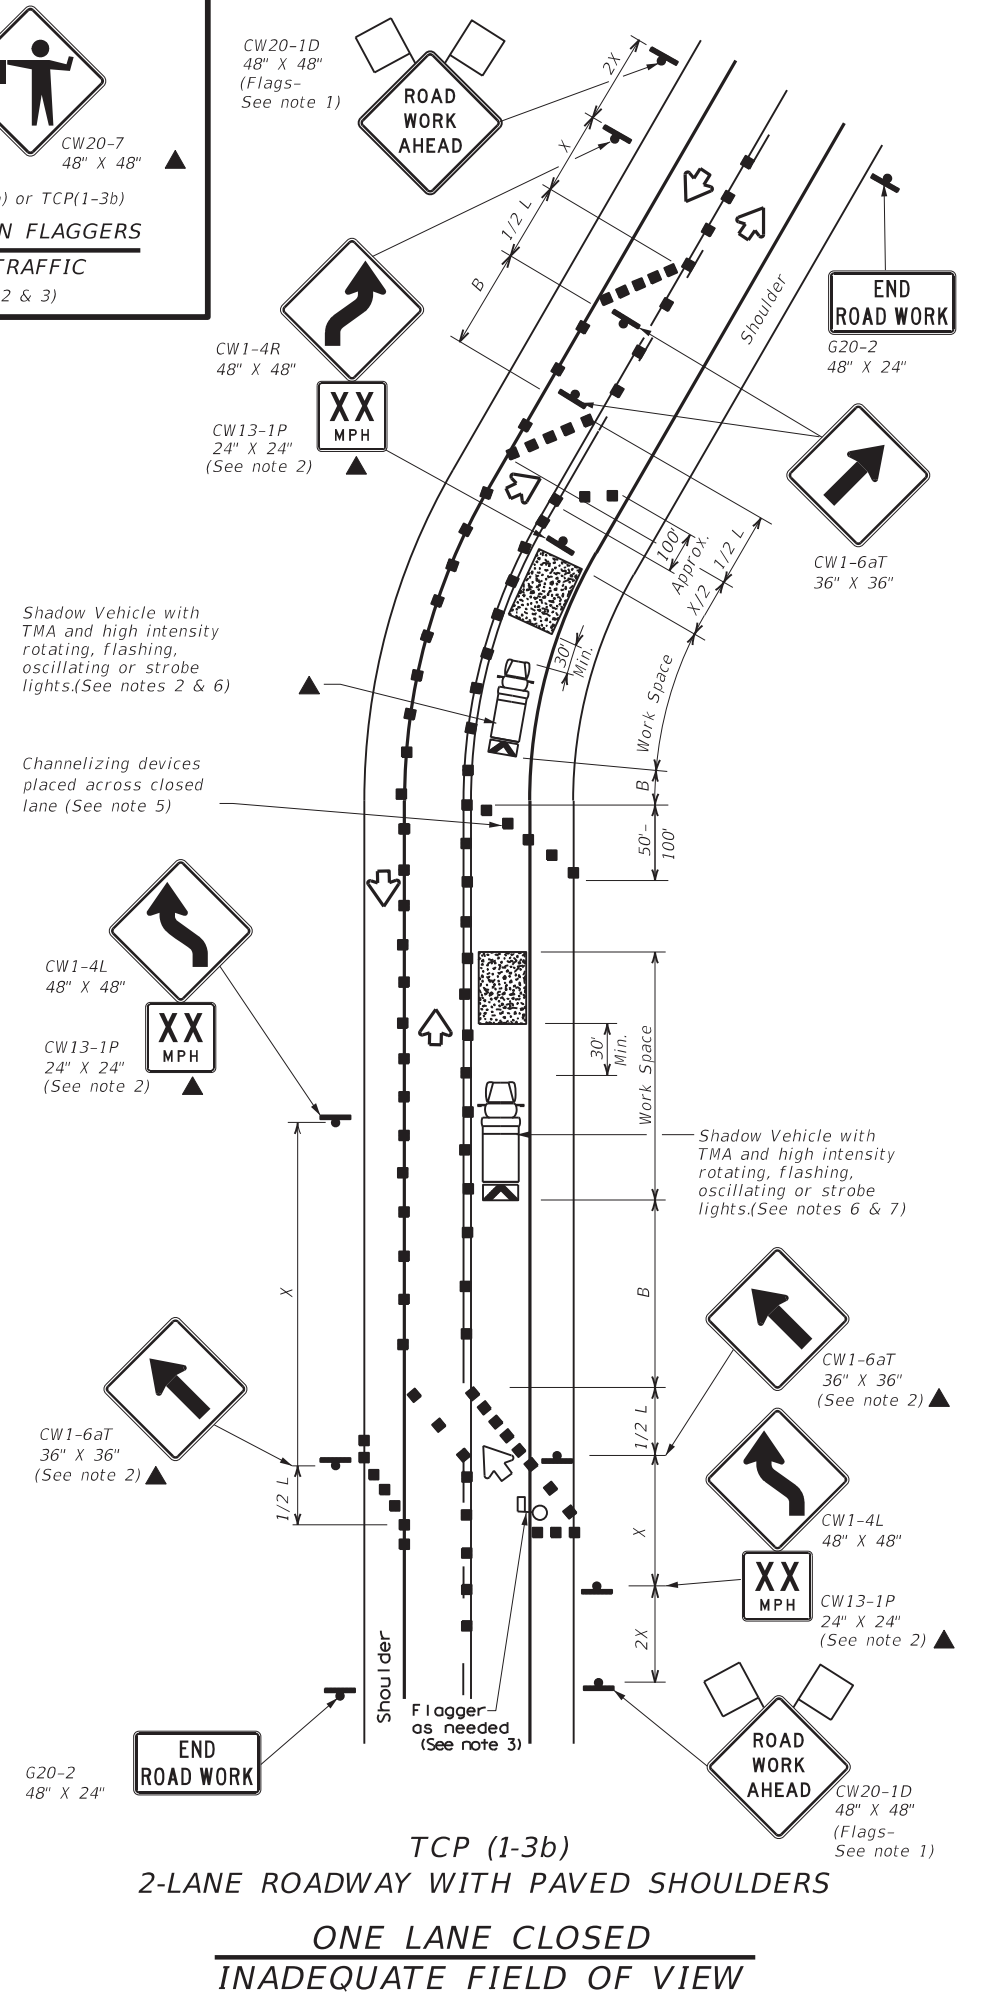 CW20-7
48" X 48"
) or TCP(1-3b)
N FLAGGERS
TRAFFIC
2 & 3)
CW20-1D
48" X 48"
(Flags-
See note 1)
ROAD
WORK
AHEAD
2X
X
1/2 L
B
Shoulder
END
ROAD WORK
G20-2
48" X 24"
CW1-4R
48" X 48"
XX
MPH
CW13-1P
24" X 24"
(See note 2)
CW1-6aT
36" X 36"
100'
Approx.
1/2 L
X/2
30'
Min.
Work Space
B
50'-
100'
Shadow Vehicle with
TMA and high intensity
rotating, flashing,
oscillating or strobe
lights.(See notes 2 & 6)
Channelizing devices
placed across closed
lane (See note 5)
CW1-4L
48" X 48"
XX
MPH
CW13-1P
24" X 24"
(See note 2)
30'
Min.
Work Space
Shadow Vehicle with
TMA and high intensity
rotating, flashing,
oscillating or strobe
lights.(See notes 6 & 7)
X
B
CW1-6aT
36" X 36"
(See note 2)
CW1-6aT
36" X 36"
(See note 2)
1/2 L
1/2 L
X
CW1-4L
48" X 48"
XX
MPH
CW13-1P
24" X 24"
(See note 2)
2X
Shoulder
Flagger
as needed
(See note 3)
END
ROAD WORK
G20-2
48" X 24"
ROAD
WORK
AHEAD
CW20-1D
48" X 48"
(Flags-
See note 1)
TCP (1-3b)
2-LANE ROADWAY WITH PAVED SHOULDERS
ONE LANE CLOSED
INADEQUATE FIELD OF VIEW